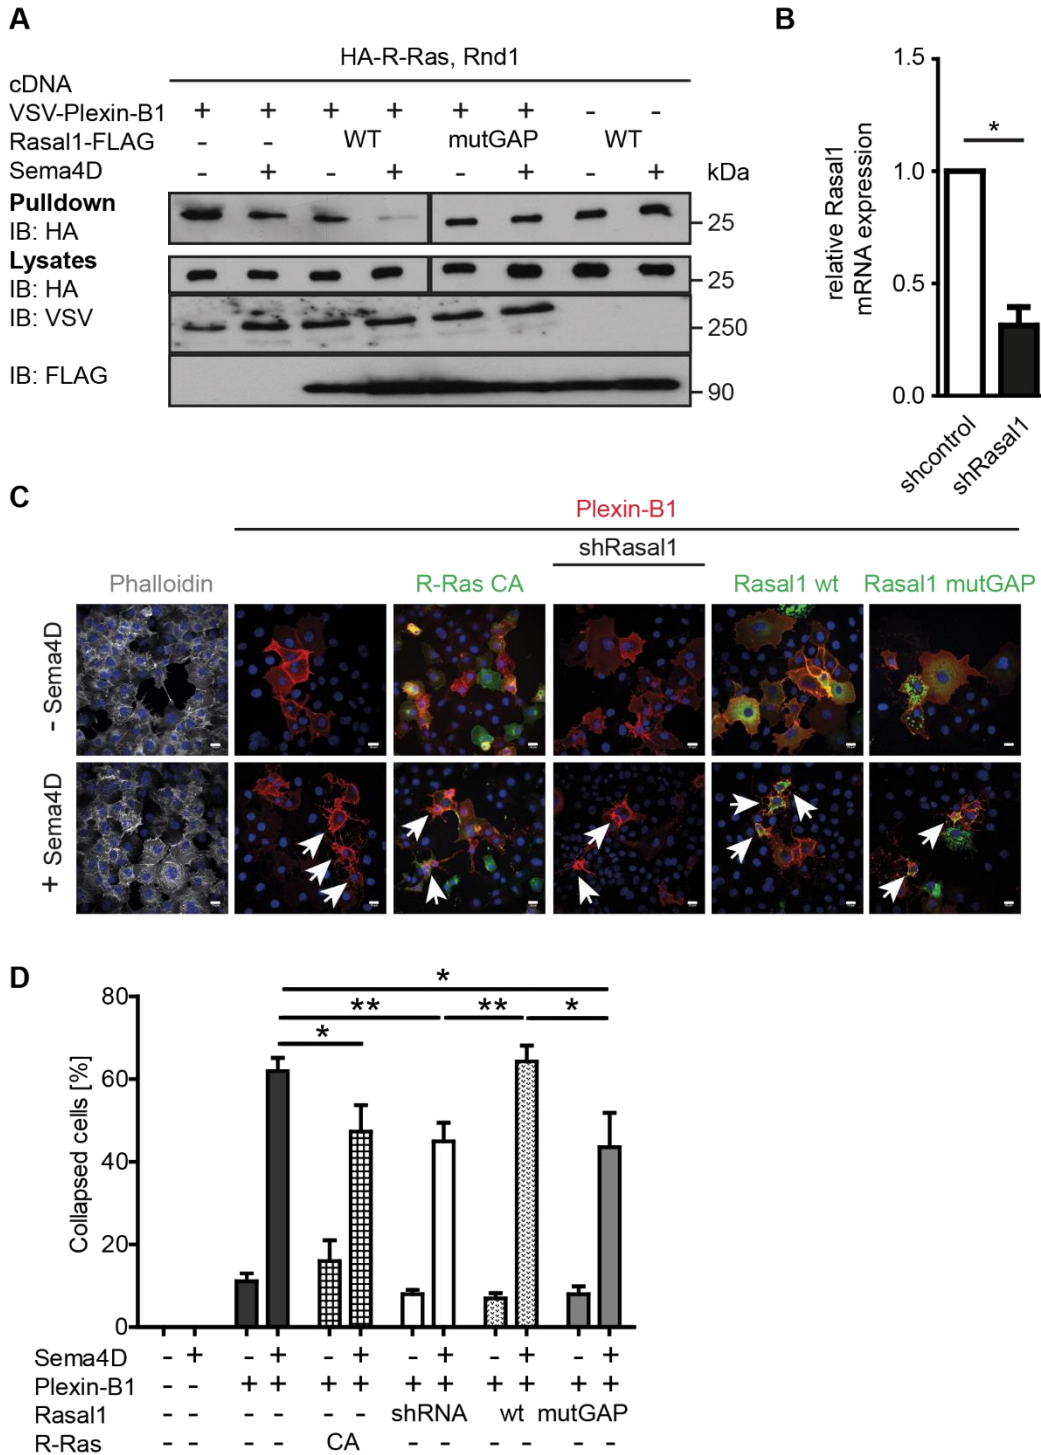 A
HA-R-Ras, Rnd1
cDNA
VSV-Plexin-B1 + + + + + + - -
Rasal1-FLAG - - WT mutGAP WT
Sema4D - + - + - + - + kDa
Pulldown
IB: HA 25
Lysates
IB: HA 25
IB: VSV 250
IB: FLAG 90
B
relative Rasal1
mRNA expression
1.5
1.0
0.5
0.0
*
shcontrol
shRasal1
C
Plexin-B1
shRasal1
Phalloidin R-Ras CA Rasal1 wt Rasal1 mutGAP
- Sema4D
+ Sema4D
D
Collapsed cells [%]
80
60
40
20
0
*
** ** *
*
Sema4D - + - + - + - + - + - +
Plexin-B1 - - + + + + + + + + + +
Rasal1 - - - - - - shRNA wt mutGAP
R-Ras - - - - CA - - - - - -